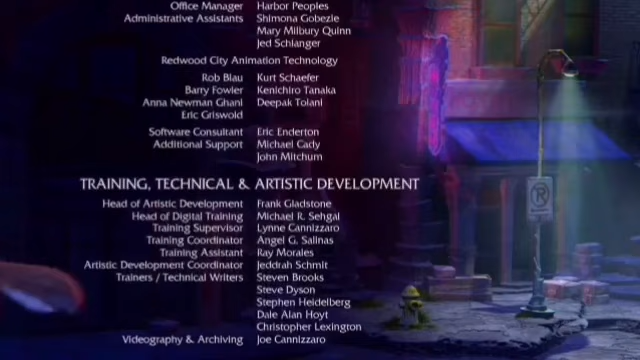 Office Manager Harbor Peoples
Administrative Assistants Shimona Gobezie
Mary Milbury Quinn
Jed Schlanger
Redwood City Animation Technology
Rob Blau Kurt Schaefer
Barry Fowler Kenichiro Tanaka
Anna Newman Ghani Deepak Tolani
Eric Griswold
Software Consultant Eric Enderton
Additional Support Michael Cady
John Mitchum
TRAINING, TECHNICAL & ARTISTIC DEVELOPMENT
Head of Artistic Development Frank Gladstone
Head of Digital Training Michael R. Sehgal
Training Supervisor Lynne Cannizzaro
Training Coordinator Angel G. Salinas
Training Assistant Ray Morales
Artistic Development Coordinator Jeddrah Schmit
Trainers / Technical Writers Steven Brooks
Steve Dyson
Stephen Heidelberg
Dale Alan Hoyt
Christopher Lexington
Videography & Archiving Joe Cannizzaro